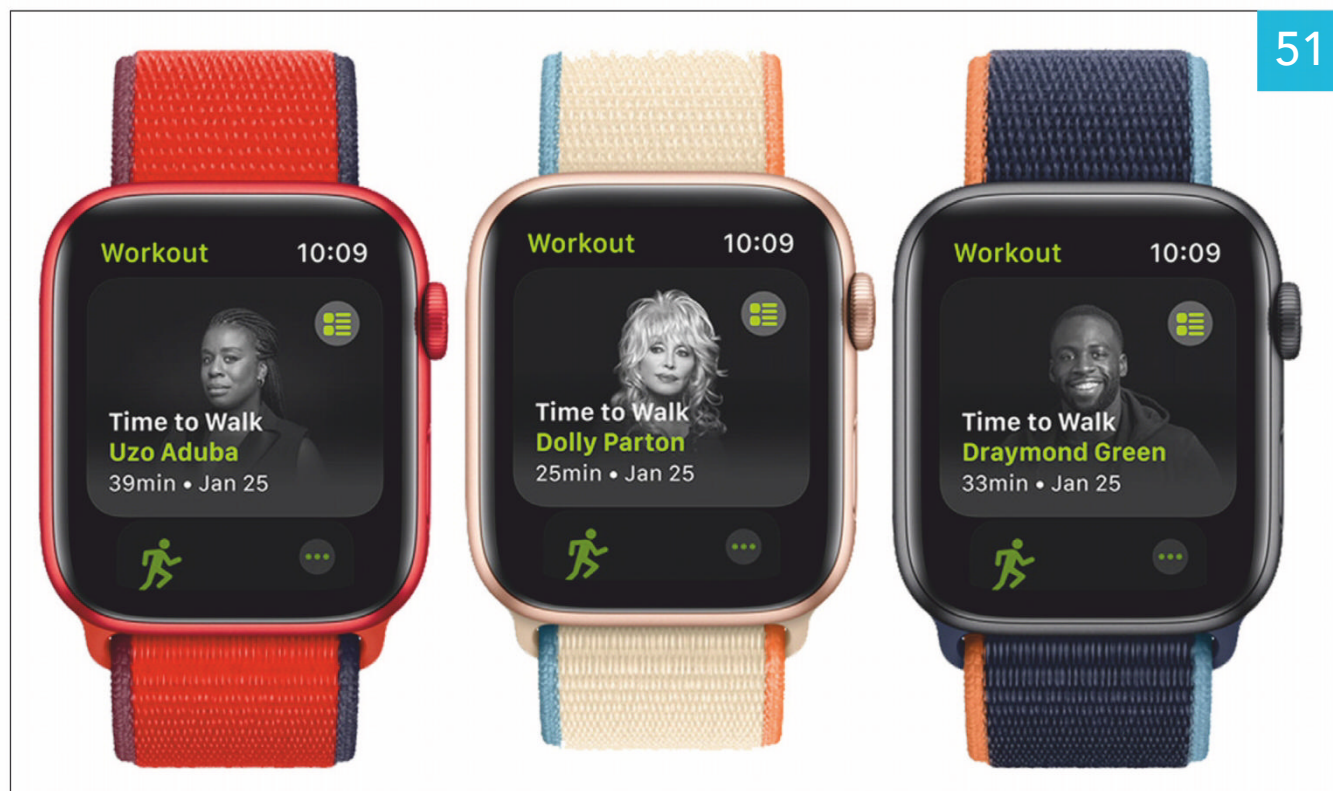 51
Workout 10:09
Time to Walk
Uzo Aduba
39min • Jan 25
Workout 10:09
Time to Walk
Dolly Parton
25min • Jan 25
Workout 10:09
Time to Walk
Draymond Green
33min • Jan 25